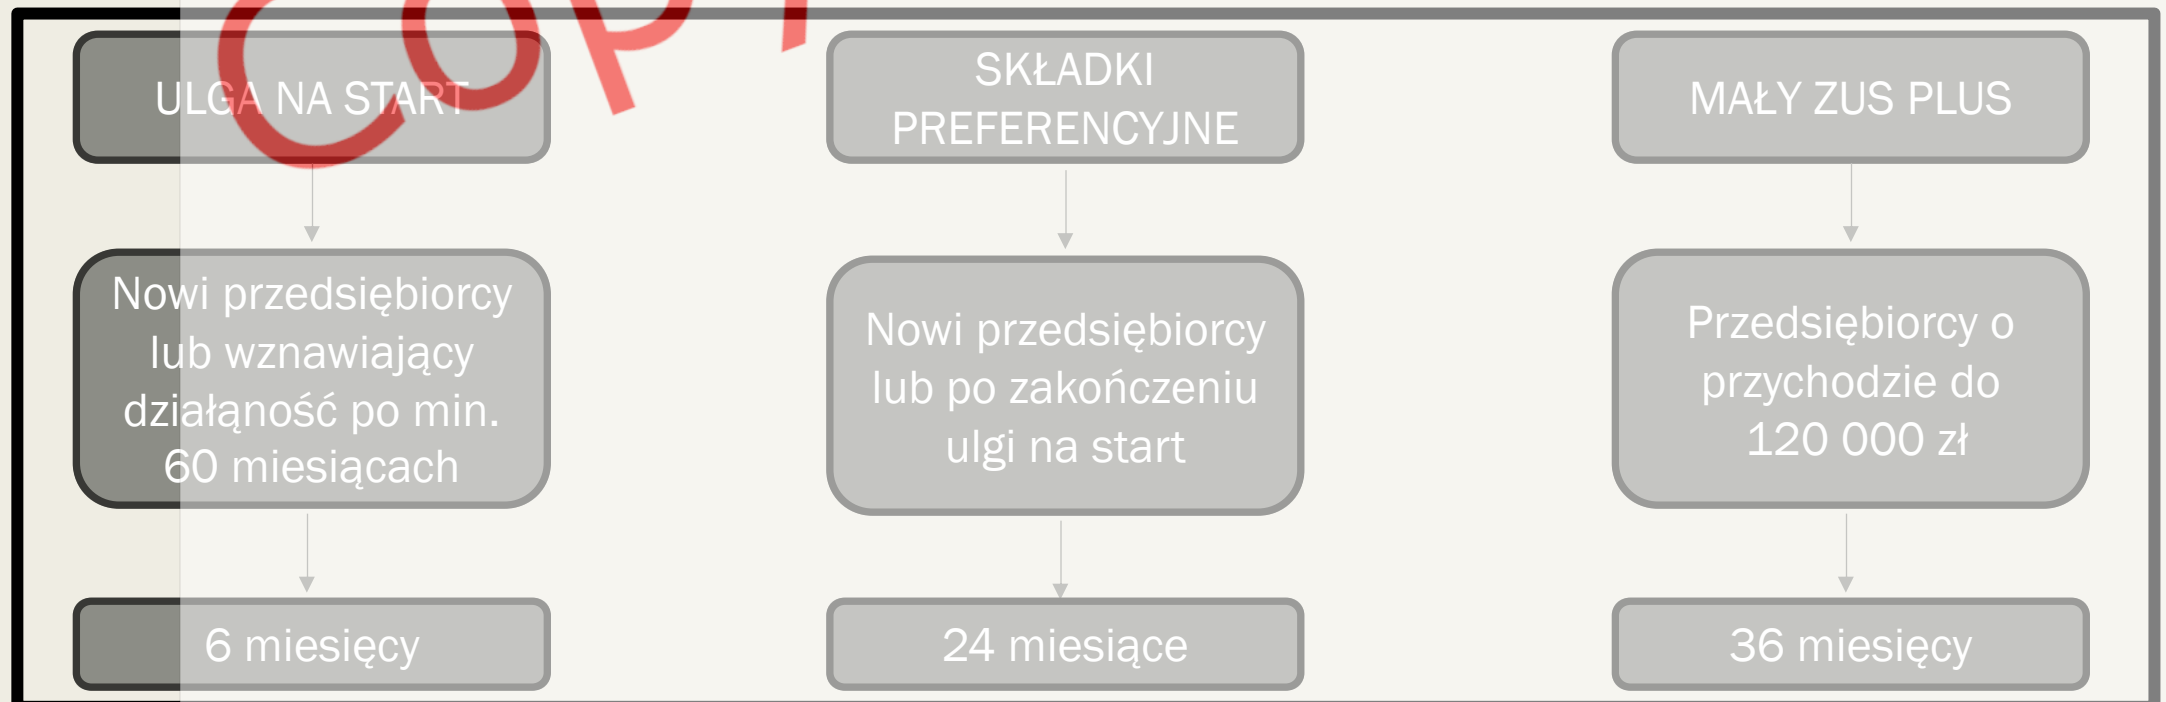 ULGA NA START
Nowi przedsiębiorcy
lub wznawiający
działąność po min.
60 miesiącach
6 miesięcy
SKŁADKI
PREFERENCYJNE
Nowi przedsiębiorcy
lub po zakończeniu
ulgi na start
24 miesiące
MAŁY ZUS PLUS
Przedsiębiorcy o
przychodzie do
120 000 zł
36 miesięcy